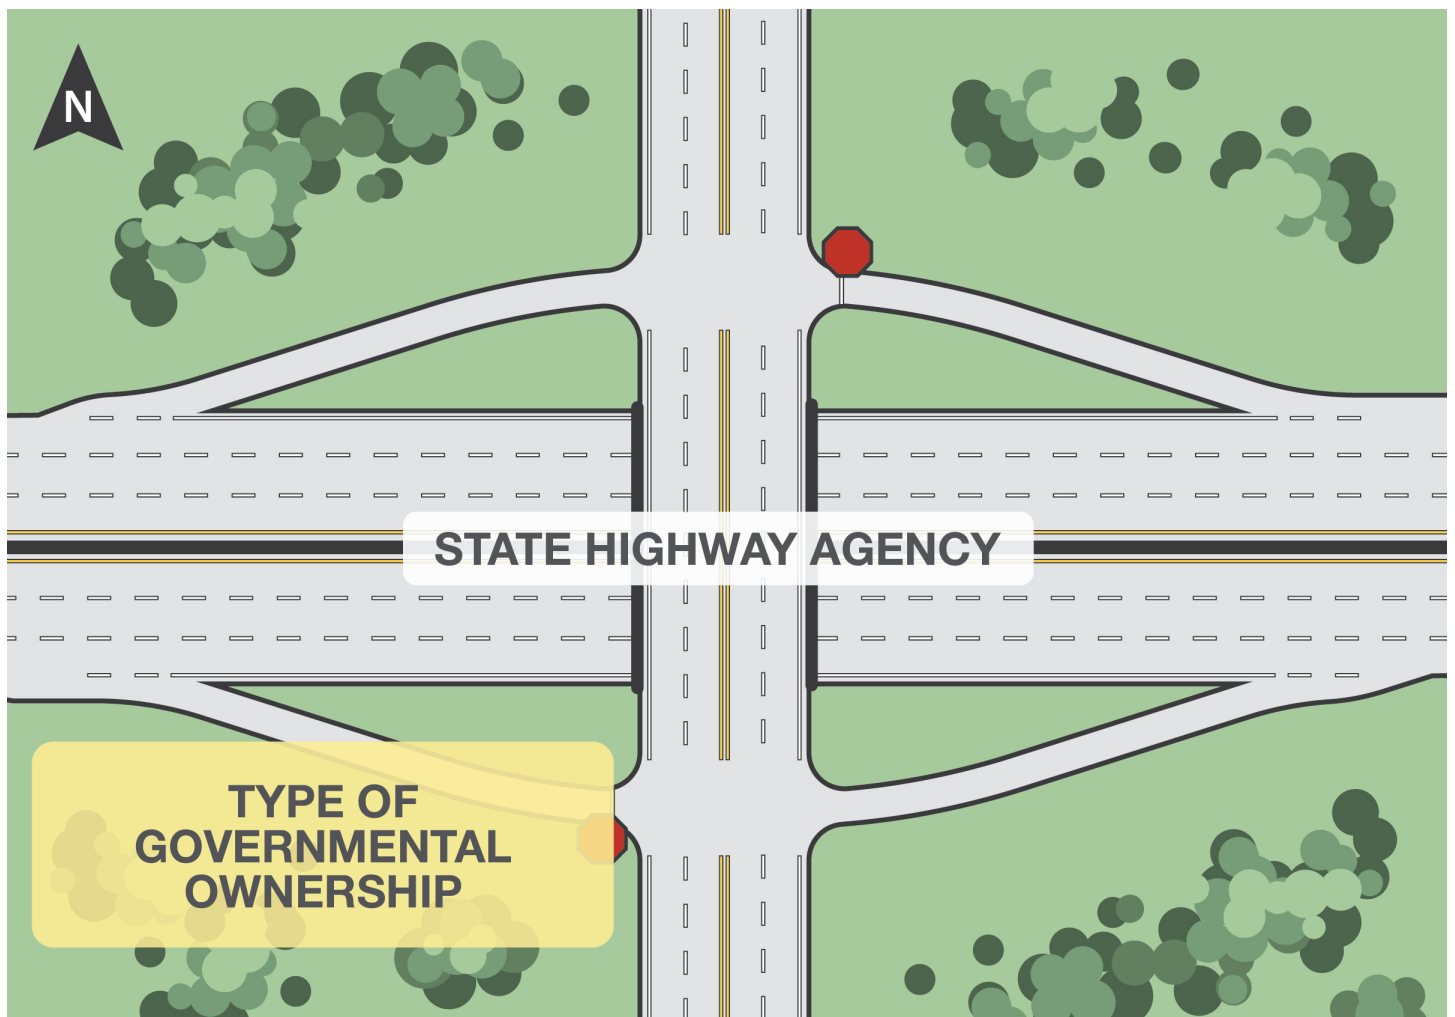 N
STATE HIGHWAY AGENCY
TYPE OF
GOVERNMENTAL
OWNERSHIP